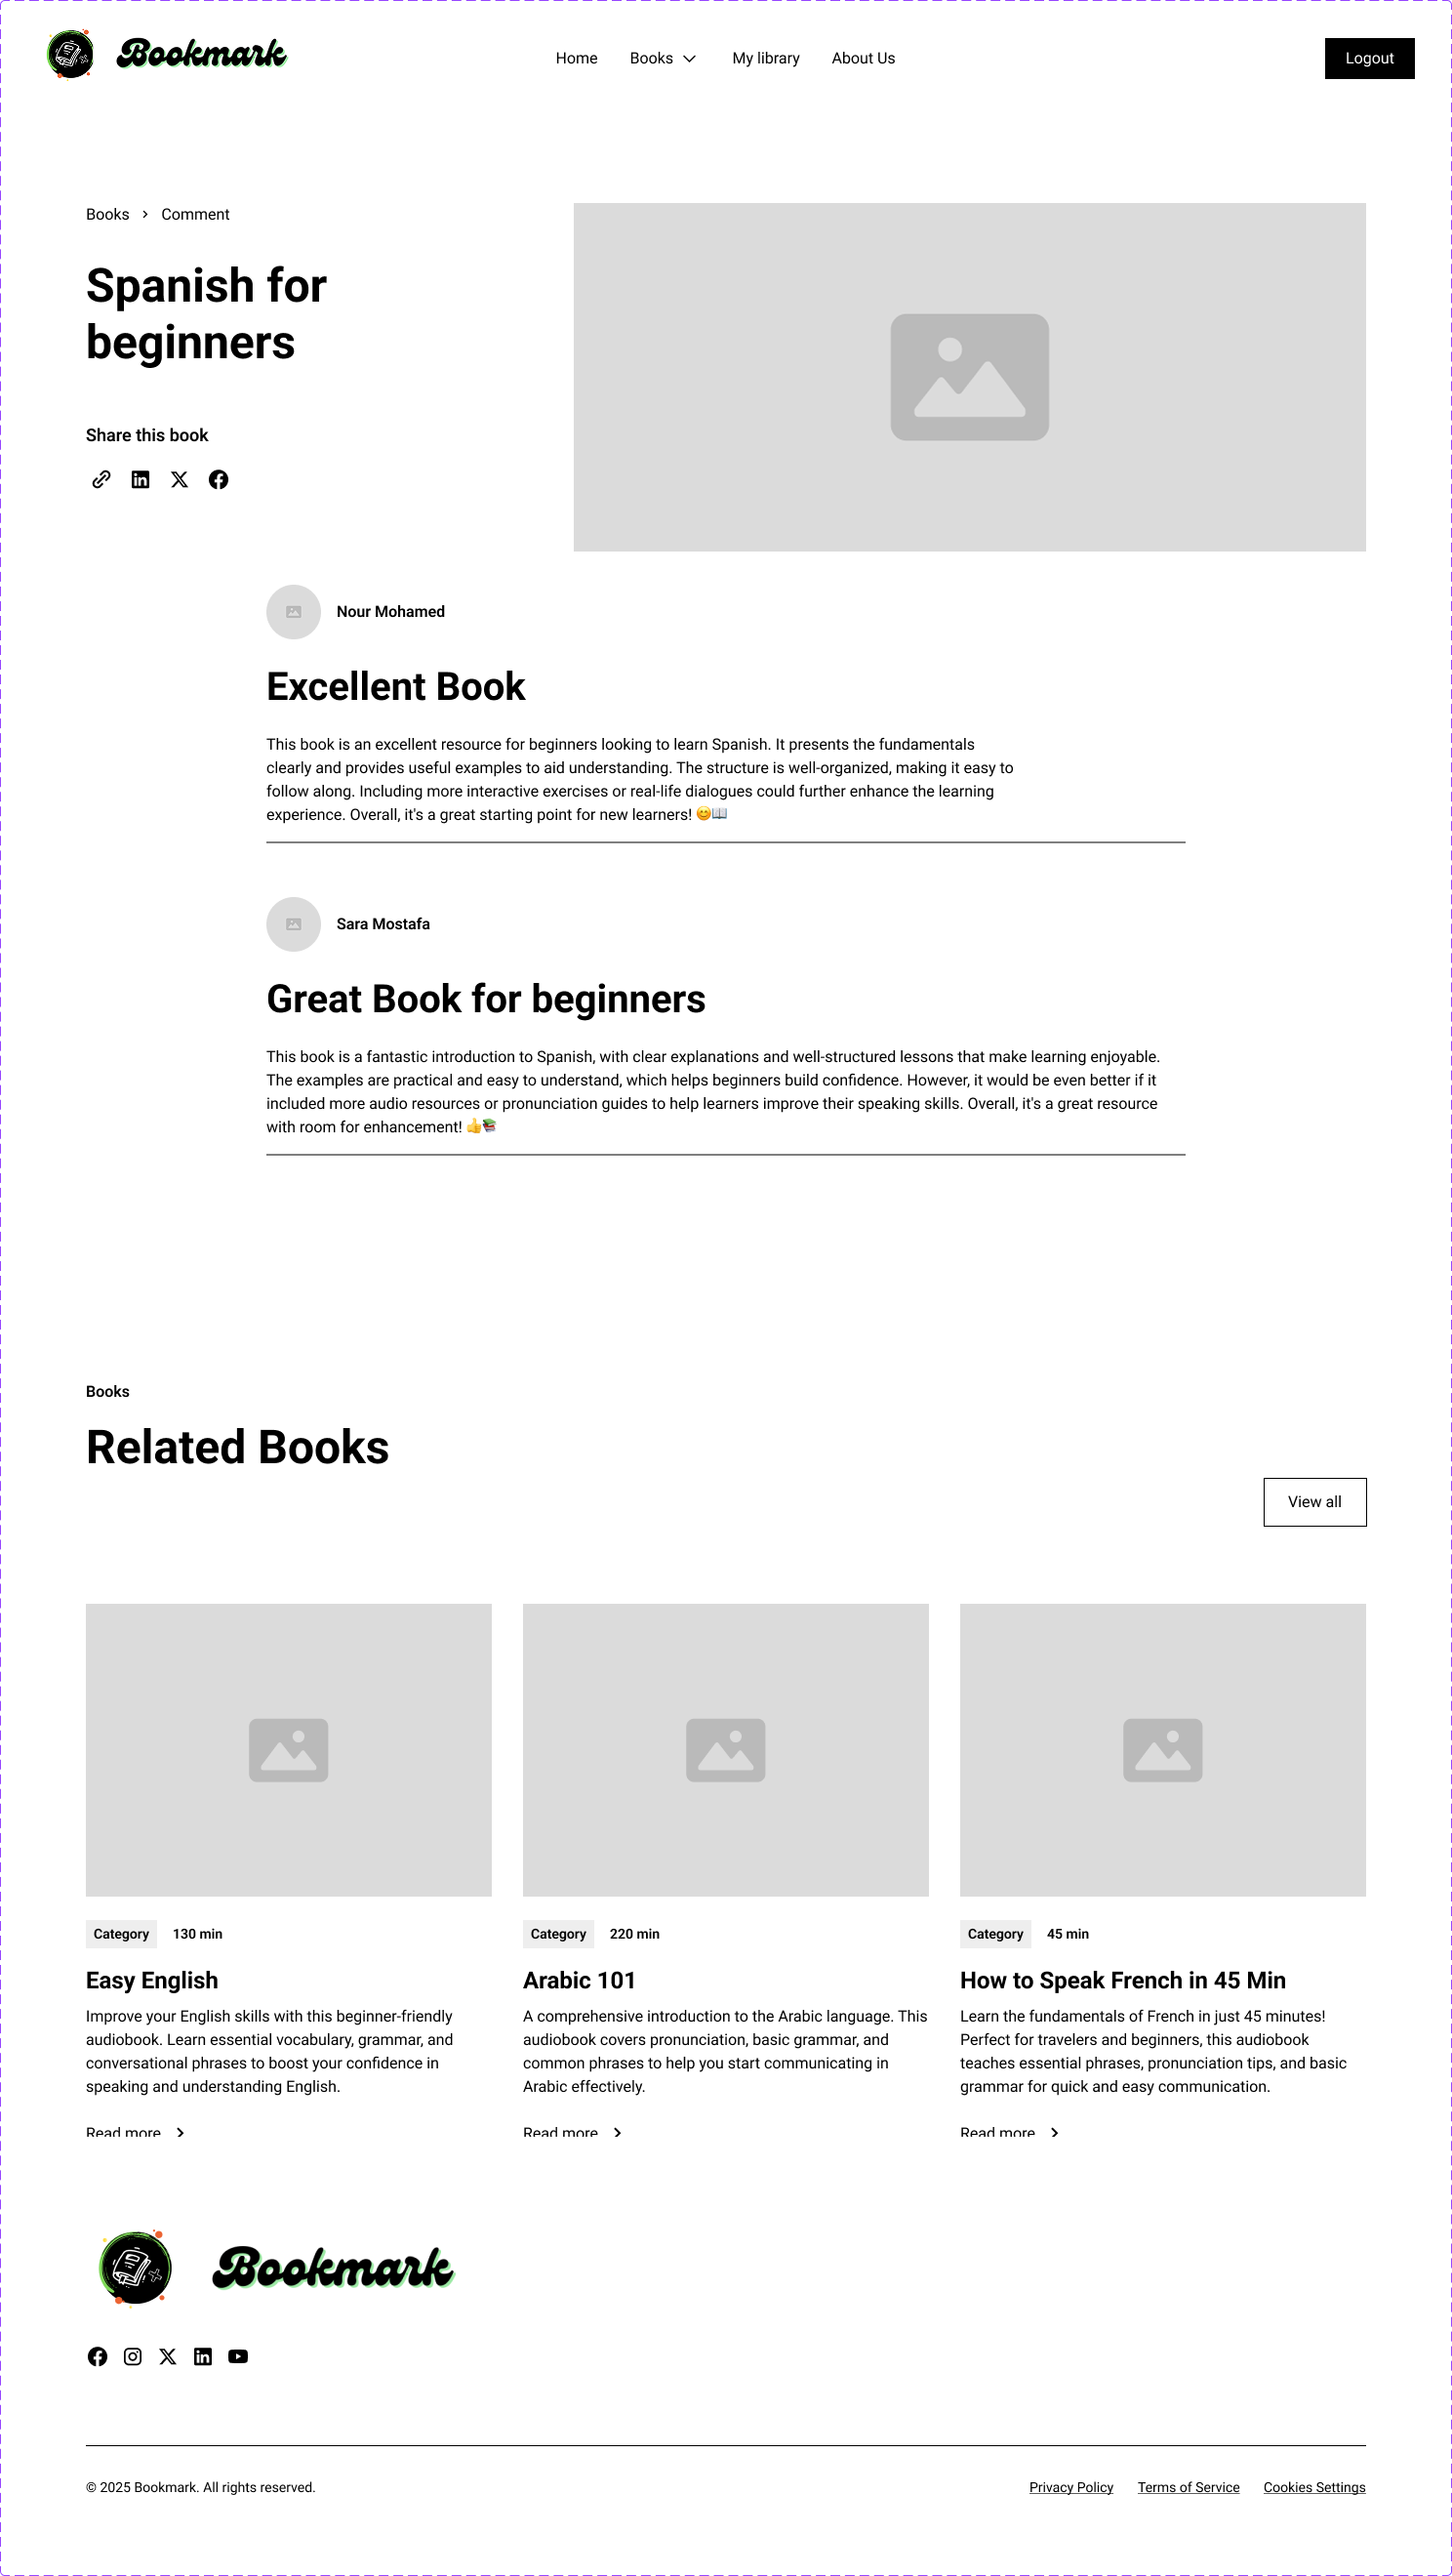 Bookmark
Home Books My library About Us
Logout
Books > Comment
Spanish for
beginners
Share this book
Nour Mohamed
Excellent Book
This book is an excellent resource for beginners looking to learn Spanish. It presents the fundamentals
clearly and provides useful examples to aid understanding. The structure is well-organized, making it easy to
follow along. Including more interactive exercises or real-life dialogues could further enhance the learning
experience. Overall, it's a great starting point for new learners! 😊📖
Sara Mostafa
Great Book for beginners
This book is a fantastic introduction to Spanish, with clear explanations and well-structured lessons that make learning enjoyable.
The examples are practical and easy to understand, which helps beginners build confidence. However, it would be even better if it
included more audio resources or pronunciation guides to help learners improve their speaking skills. Overall, it's a great resource
with room for enhancement! 👍📚
Books
Related Books
View all
Category 130 min
Easy English
Improve your English skills with this beginner-friendly
audiobook. Learn essential vocabulary, grammar, and
conversational phrases to boost your confidence in
speaking and understanding English.
Read more >
Category 220 min
Arabic 101
A comprehensive introduction to the Arabic language. This
audiobook covers pronunciation, basic grammar, and
common phrases to help you start communicating in
Arabic effectively.
Read more >
Category 45 min
How to Speak French in 45 Min
Learn the fundamentals of French in just 45 minutes!
Perfect for travelers and beginners, this audiobook
teaches essential phrases, pronunciation tips, and basic
grammar for quick and easy communication.
Read more >
Bookmark
© 2025 Bookmark. All rights reserved.
Privacy Policy Terms of Service Cookies Settings